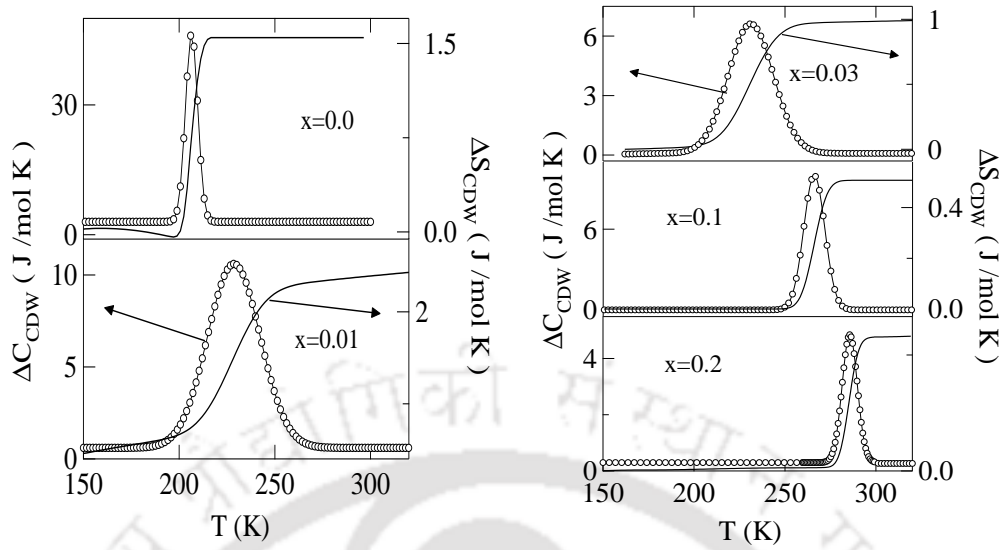 ΔC_CDW ( J /mol K )
30
0
x=0.0
1.5
0.0
10
5
0
x=0.01
2
ΔS_CDW ( J /mol K )
150 200 250 300
T (K)
ΔC_CDW ( J /mol K )
6
3
0
x=0.03
1
0
6
0
x=0.1
0.4
0.0
4
0
x=0.2
0.0
ΔS_CDW ( J /mol K )
150 200 250 300
T (K)